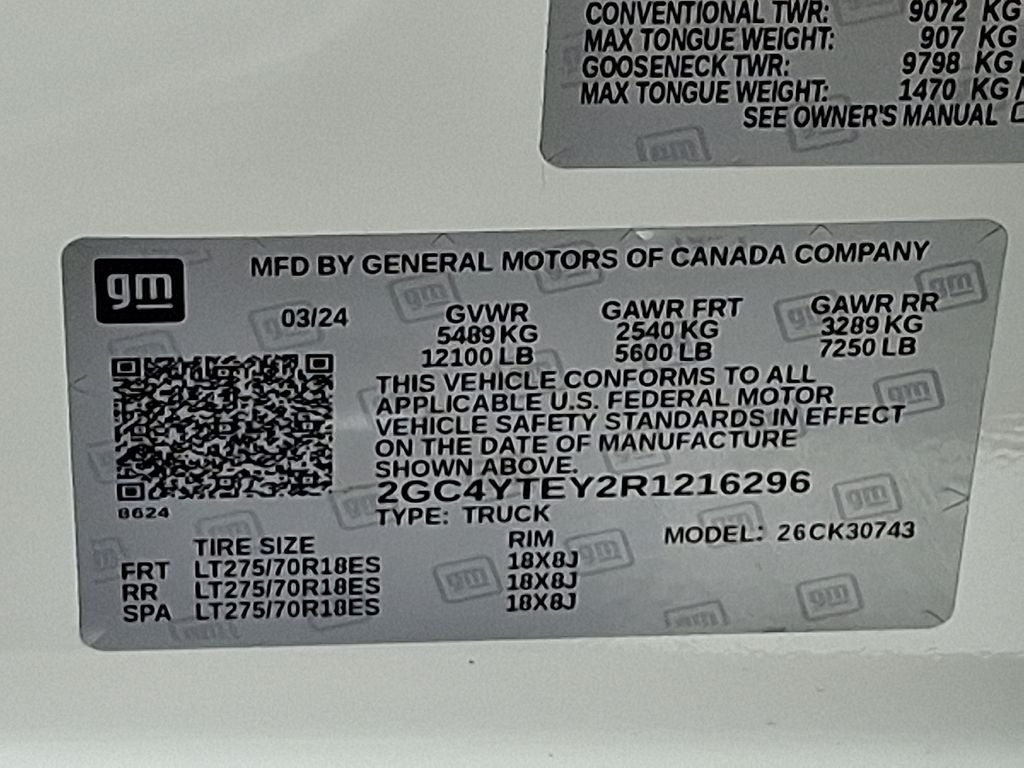 CONVENTIONAL TWR: 9072 KG
MAX TONGUE WEIGHT: 907 KG
GOOSENECK TWR: 9798 KG
MAX TONGUE WEIGHT: 1470 KG/
SEE OWNER'S MANUAL
gm
MFD BY GENERAL MOTORS OF CANADA COMPANY
03/24 GVWR GAWR FRT GAWR RR
5489 KG 2540 KG 3289 KG
12100 LB 5600 LB 7250 LB
THIS VEHICLE CONFORMS TO ALL
APPLICABLE U.S. FEDERAL MOTOR
VEHICLE SAFETY STANDARDS IN EFFECT
ON THE DATE OF MANUFACTURE
SHOWN ABOVE.
2GC4YTEY2R1216296
8624
TYPE: TRUCK
MODEL: 26CK30743
TIRE SIZE RIM
FRT LT275/70R18ES 18X8J
RR LT275/70R18ES 18X8J
SPA LT275/70R18ES 18X8J